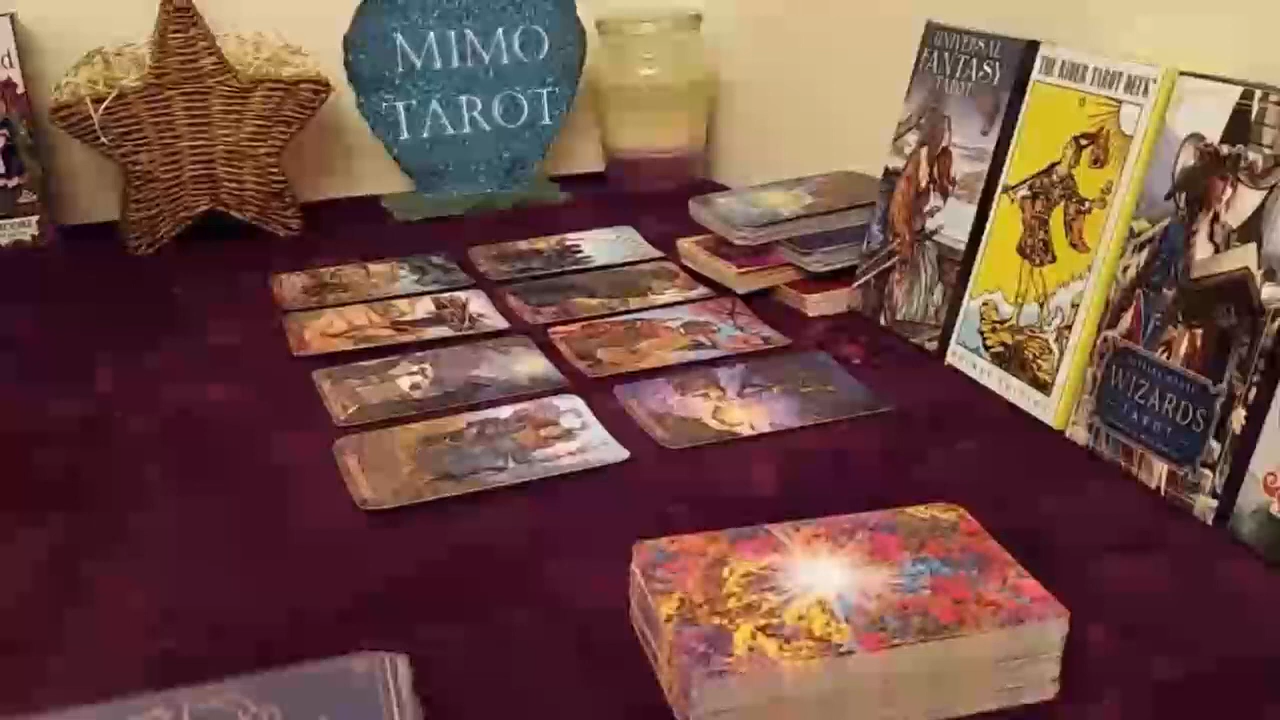 MIMO
TAROT
UNIVERSAL
FANTASY
TAROT
THE RIDER TAROT DECK
WIZARDS
TAROT
d